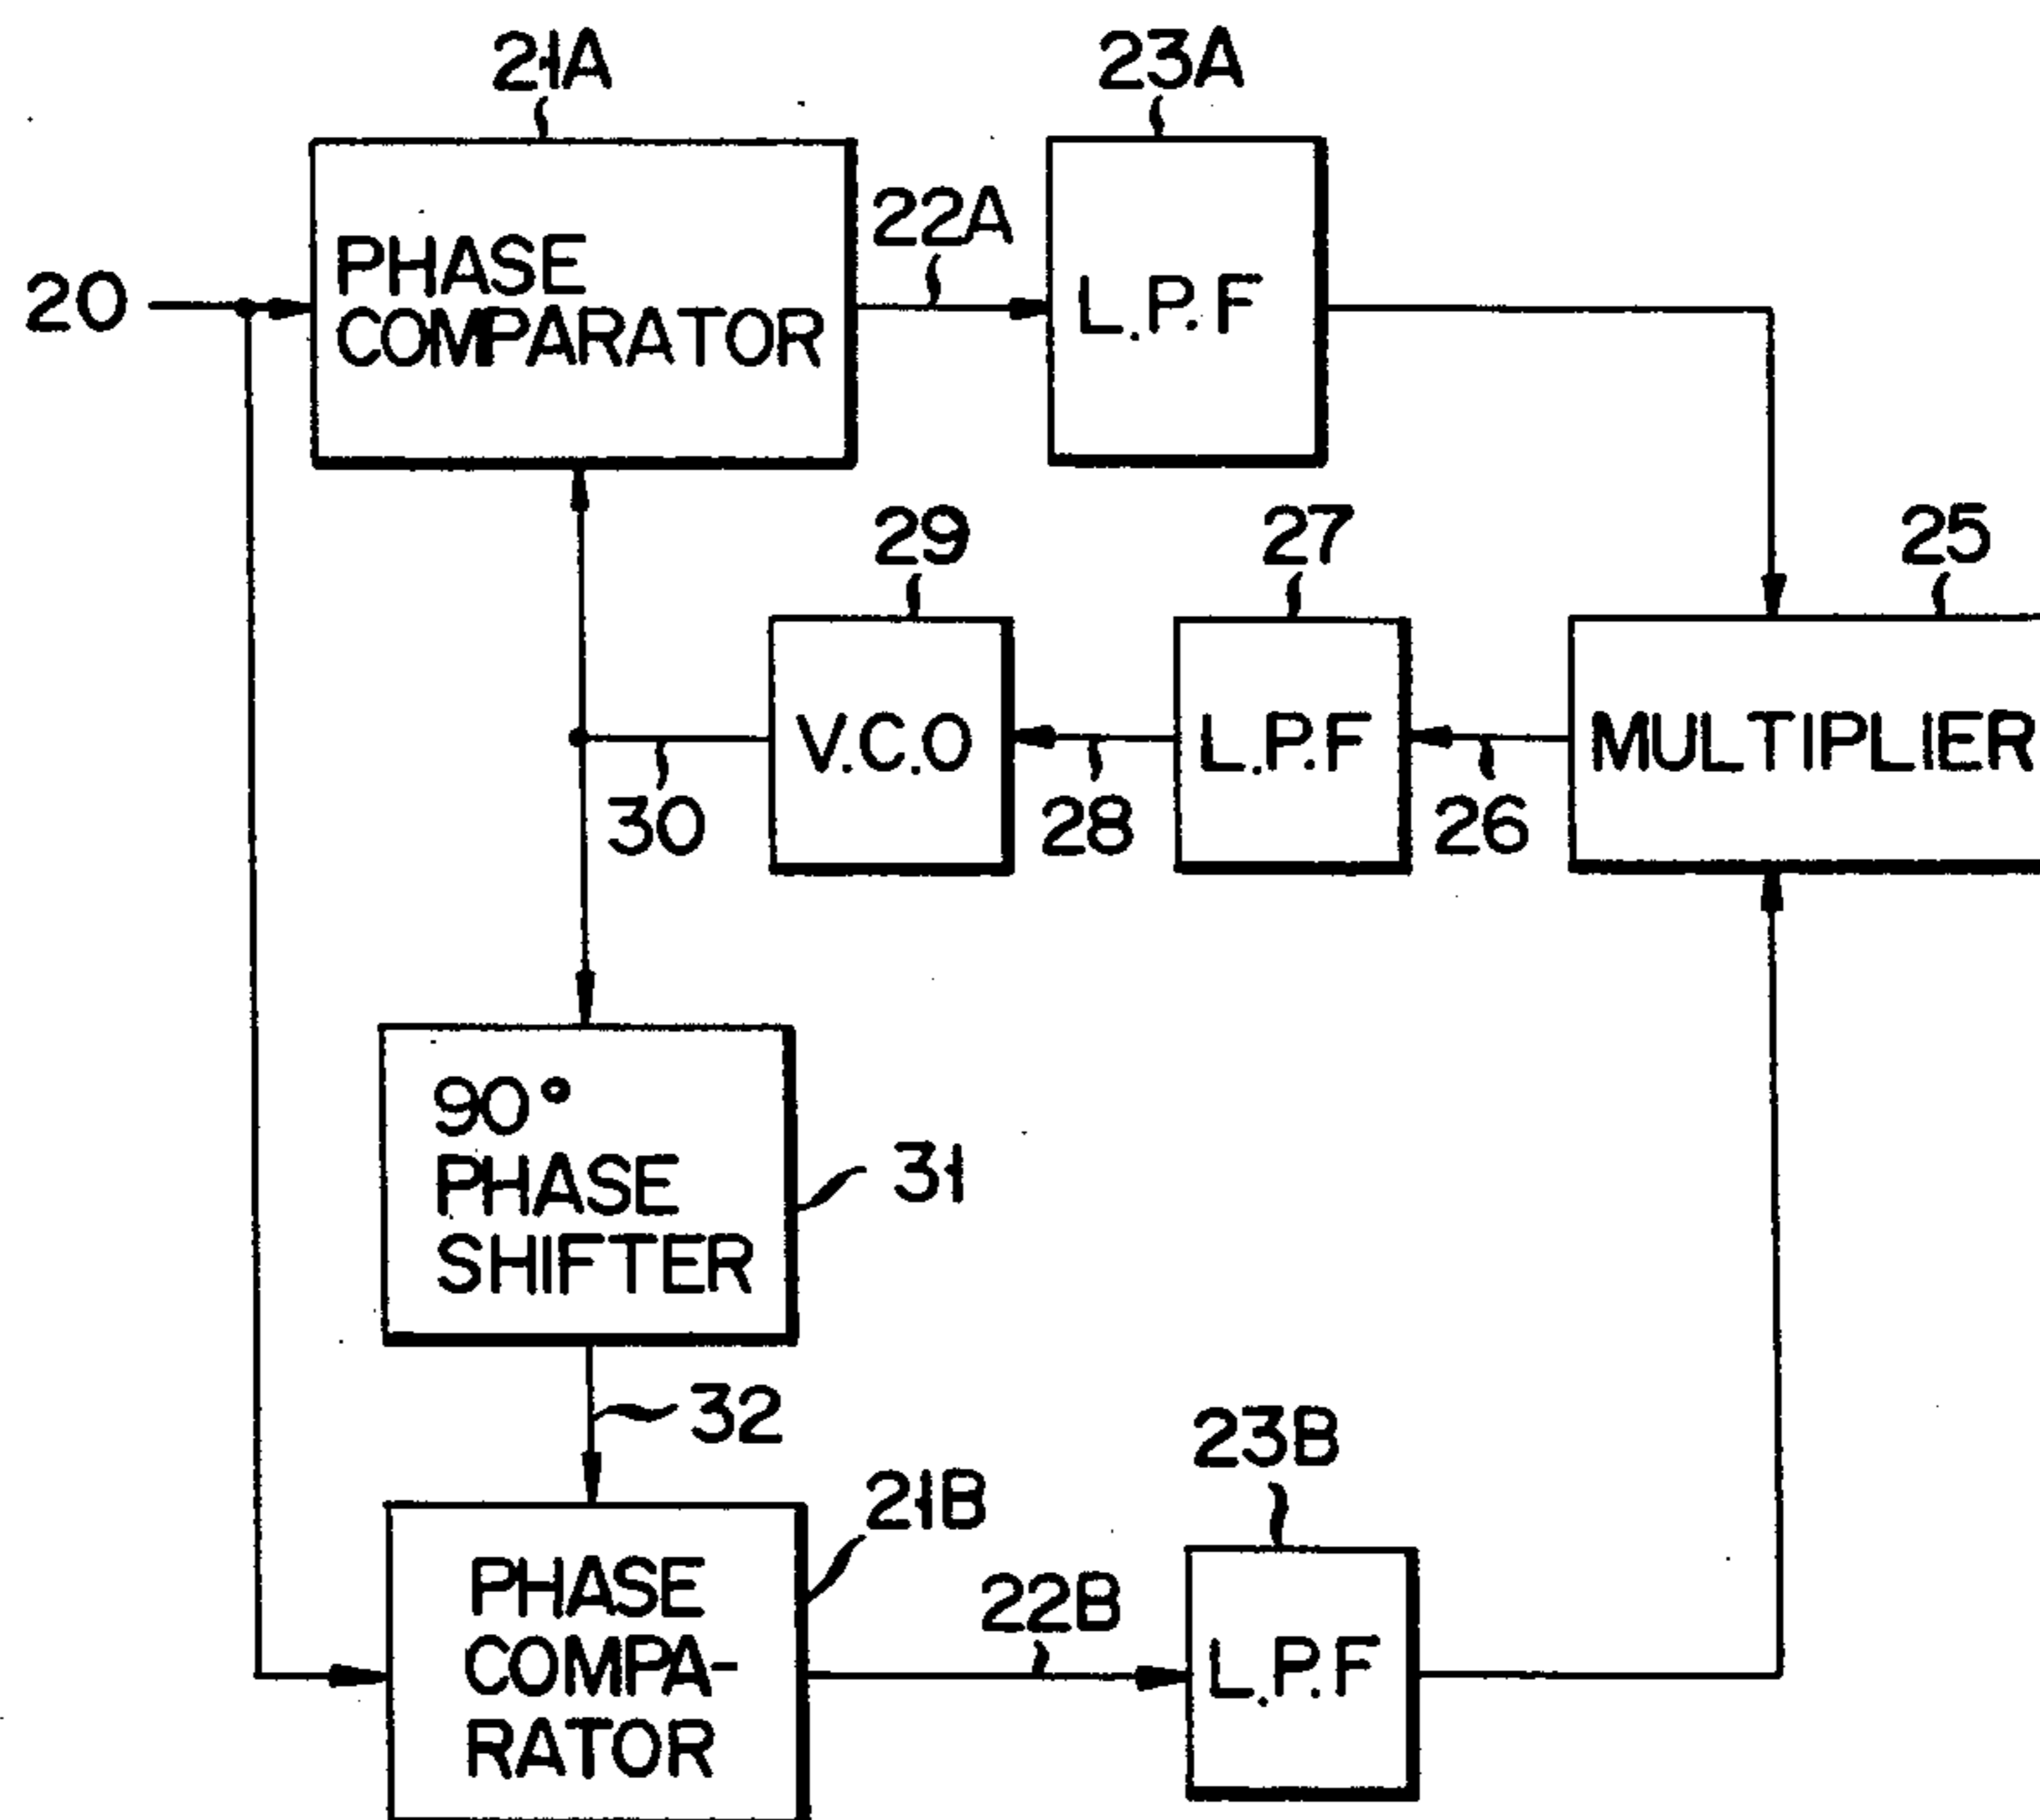 21A
23A
PHASE
COMPARATOR
22A
L.P.F
20
29
27
25
V.C.O
L.P.F
MULTIPLIER
30
28
26
90°
PHASE
SHIFTER
31
32
23B
21B
PHASE
COMPA-
RATOR
22B
L.P.F